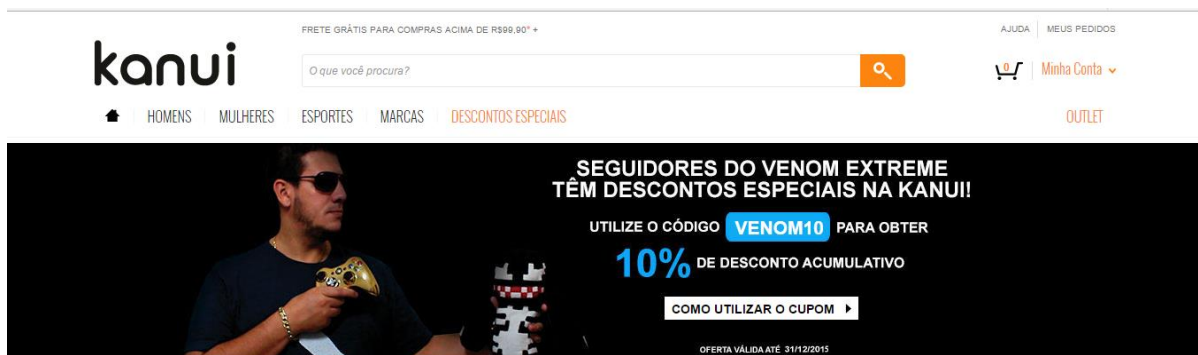 FRETE GRÁTIS PARA COMPRAS ACIMA DE R$99,90* +
AJUDA
MEUS PEDIDOS
kanui
O que você procura?
0
Minha Conta
HOMENS
MULHERES
ESPORTES
MARCAS
DESCONTOS ESPECIAIS
OUTLET
SEGUIDORES DO VENOM EXTREME
TÊM DESCONTOS ESPECIAIS NA KANUI!
UTILIZE O CÓDIGO VENOM10 PARA OBTER
10% DE DESCONTO ACUMULATIVO
COMO UTILIZAR O CUPOM
OFERTA VÁLIDA ATÉ 31/12/2015